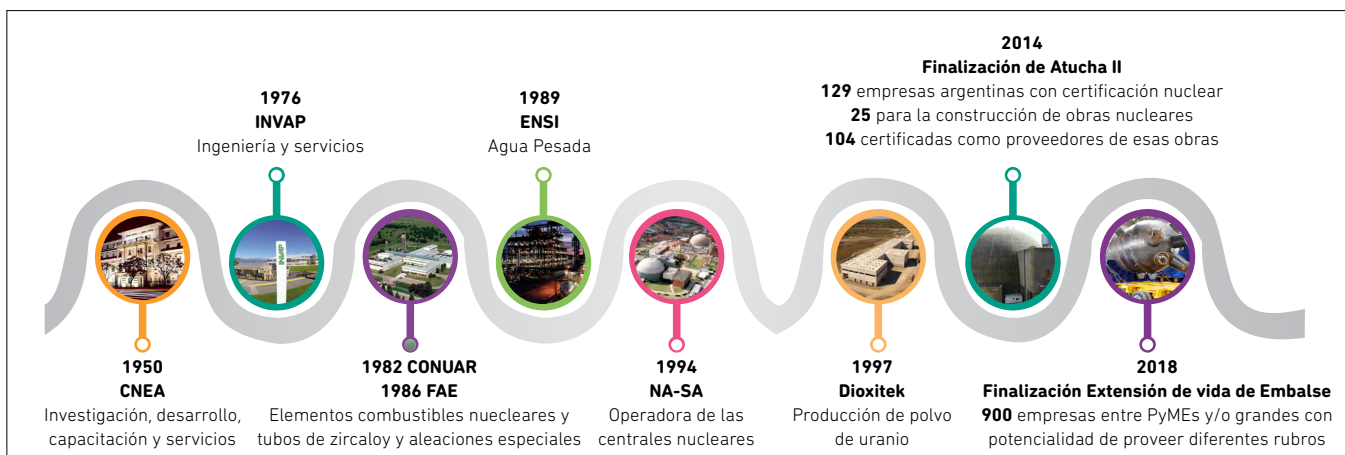 1950
CNEA
Investigación, desarrollo,
capacitación y servicios
1976
INVAP
Ingeniería y servicios
INVAP
1982 CONUAR
1986 FAE
Elementos combustibles nuecleares y
tubos de zircaloy y aleaciones especiales
1989
ENSI
Agua Pesada
1994
NA-SA
Operadora de las
centrales nucleares
1997
Dioxitek
Producción de polvo
de uranio
2014
Finalización de Atucha II
129 empresas argentinas con certificación nuclear
25 para la construcción de obras nucleares
104 certificadas como proveedores de esas obras
2018
Finalización Extensión de vida de Embalse
900 empresas entre PyMEs y/o grandes con
potencialidad de proveer diferentes rubros